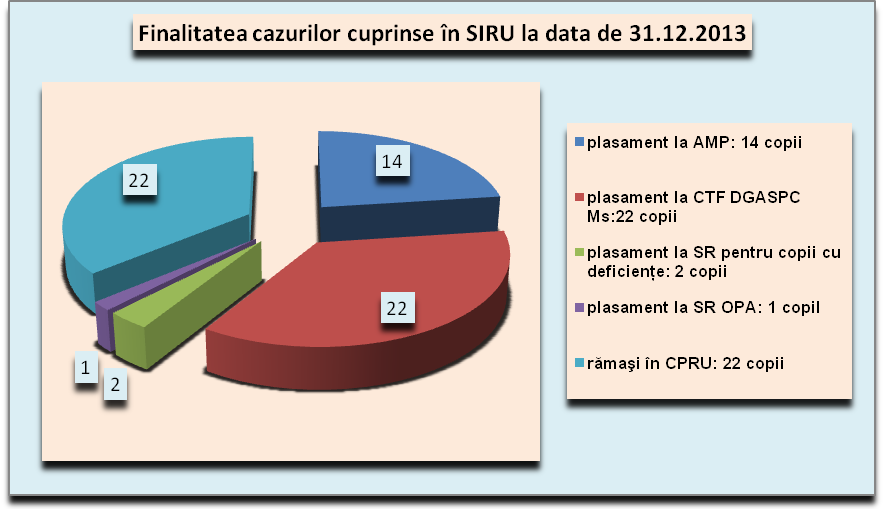 Finalitatea cazurilor cuprinse în SIRU la data de 31.12.2013
14
22
22
1
2
plasament la AMP: 14 copii
plasament la CTF DGASPC
Ms:22 copii
plasament la SR pentru copii cu
deficiențe: 2 copii
plasament la SR OPA: 1 copil
rămaşi în CPRU: 22 copii